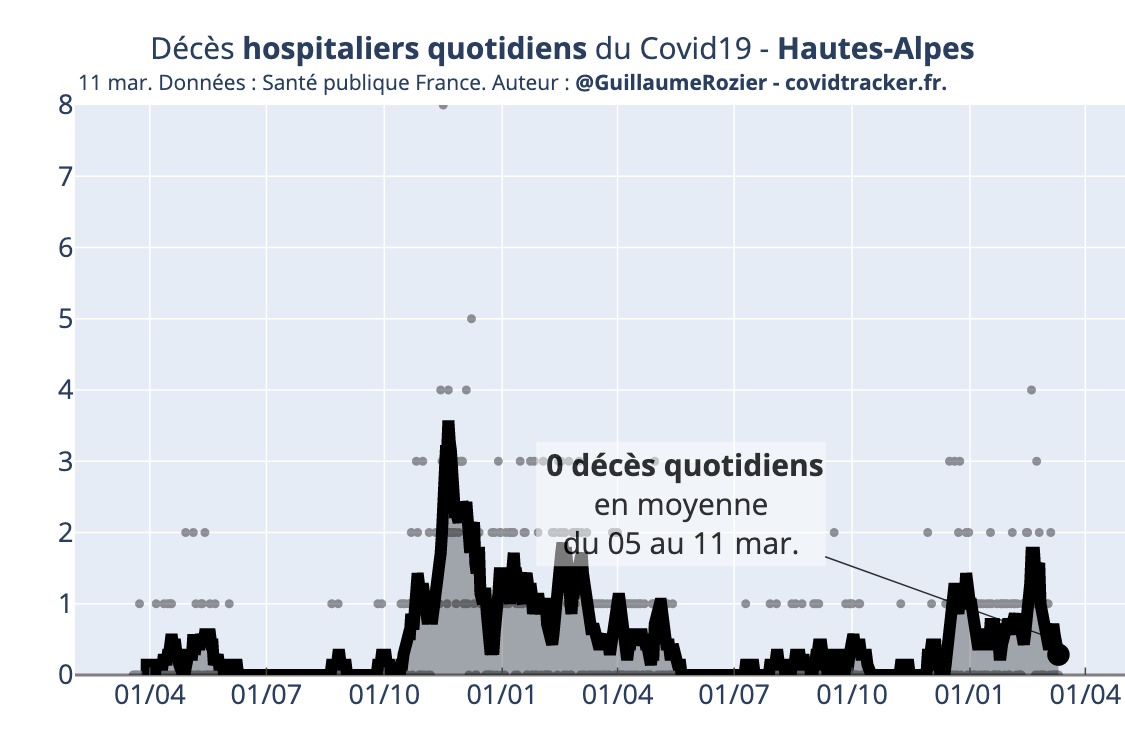 Décès hospitaliers quotidiens du Covid19 - Hautes-Alpes
11 mar. Données : Santé publique France. Auteur : @GuillaumeRozier - covidtracker.fr.
8
7
6
5
4
3
2
1
0
0 décès quotidiens
en moyenne
du 05 au 11 mar.
01/04 01/07 01/10 01/01 01/04 01/07 01/10 01/01 01/04